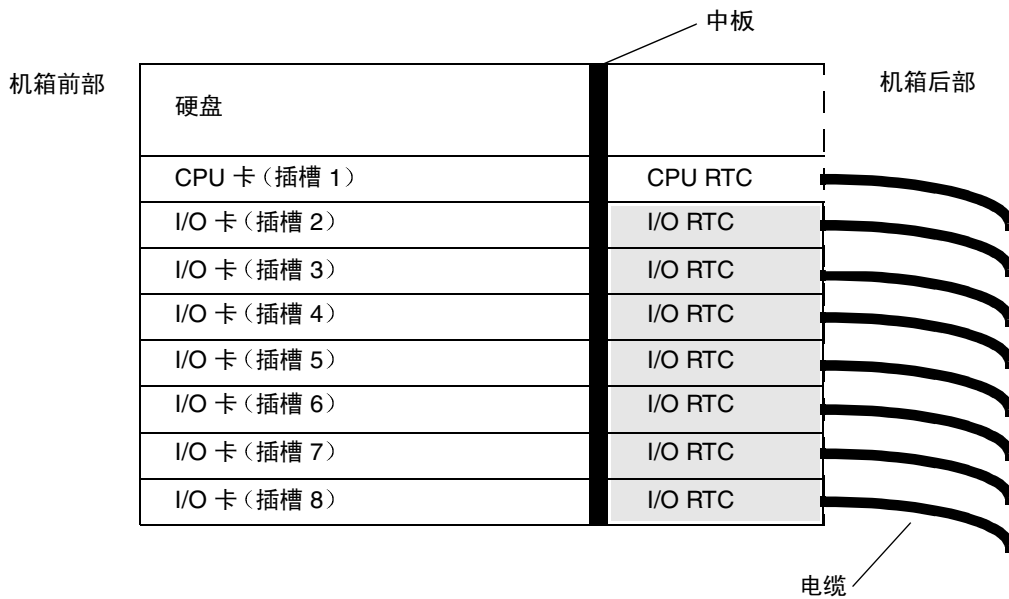 中板
机箱前部
机箱后部
硬盘
CPU 卡（插槽 1） CPU RTC
I/O 卡（插槽 2） I/O RTC
I/O 卡（插槽 3） I/O RTC
I/O 卡（插槽 4） I/O RTC
I/O 卡（插槽 5） I/O RTC
I/O 卡（插槽 6） I/O RTC
I/O 卡（插槽 7） I/O RTC
I/O 卡（插槽 8） I/O RTC
电缆